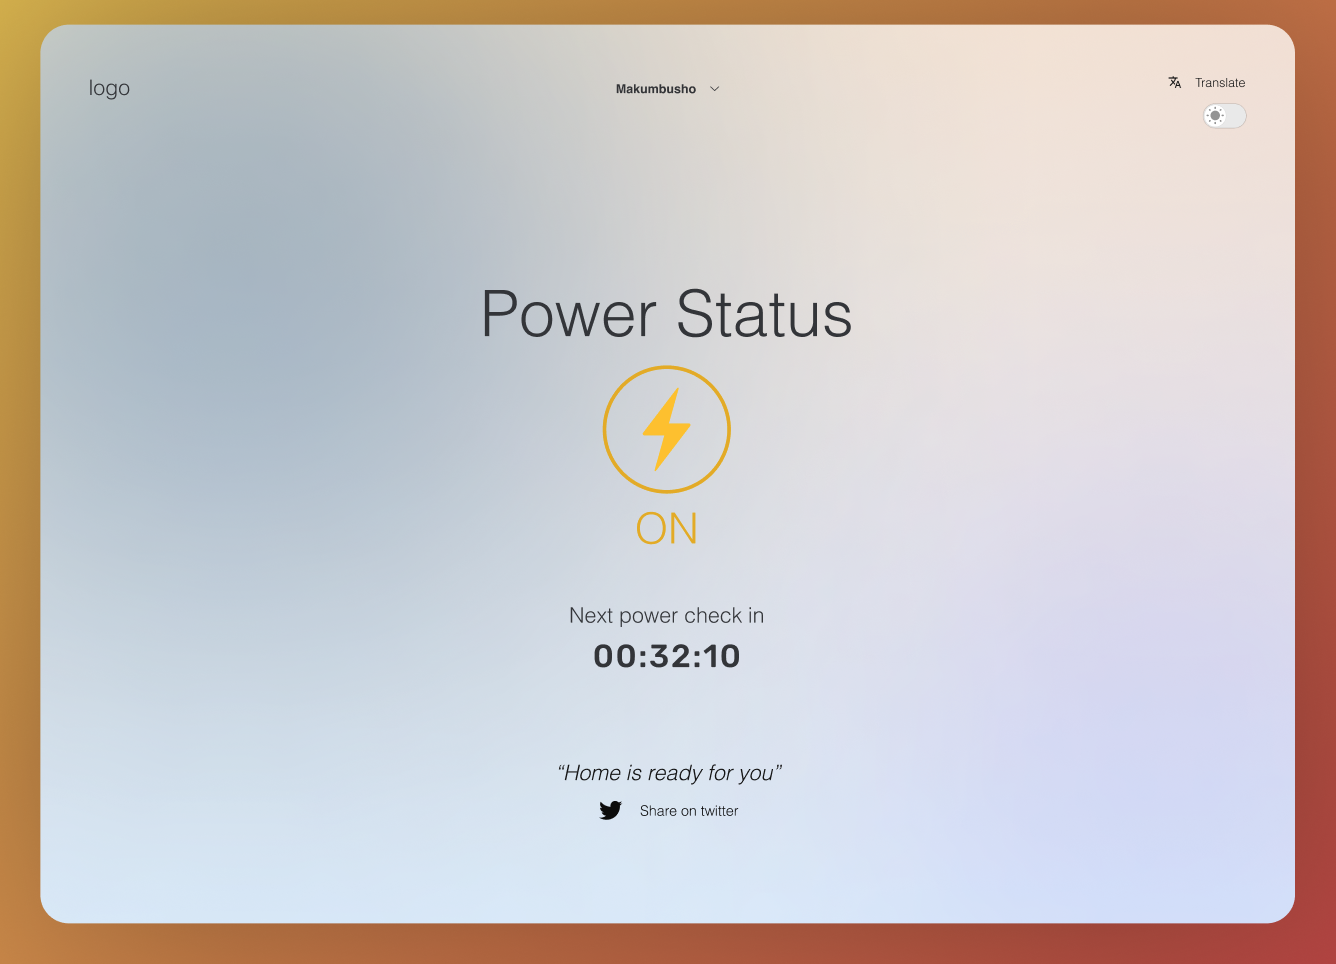 logo
Makumbusho
Translate
Power Status
ON
Next power check in
00:32:10
“Home is ready for you”
Share on twitter